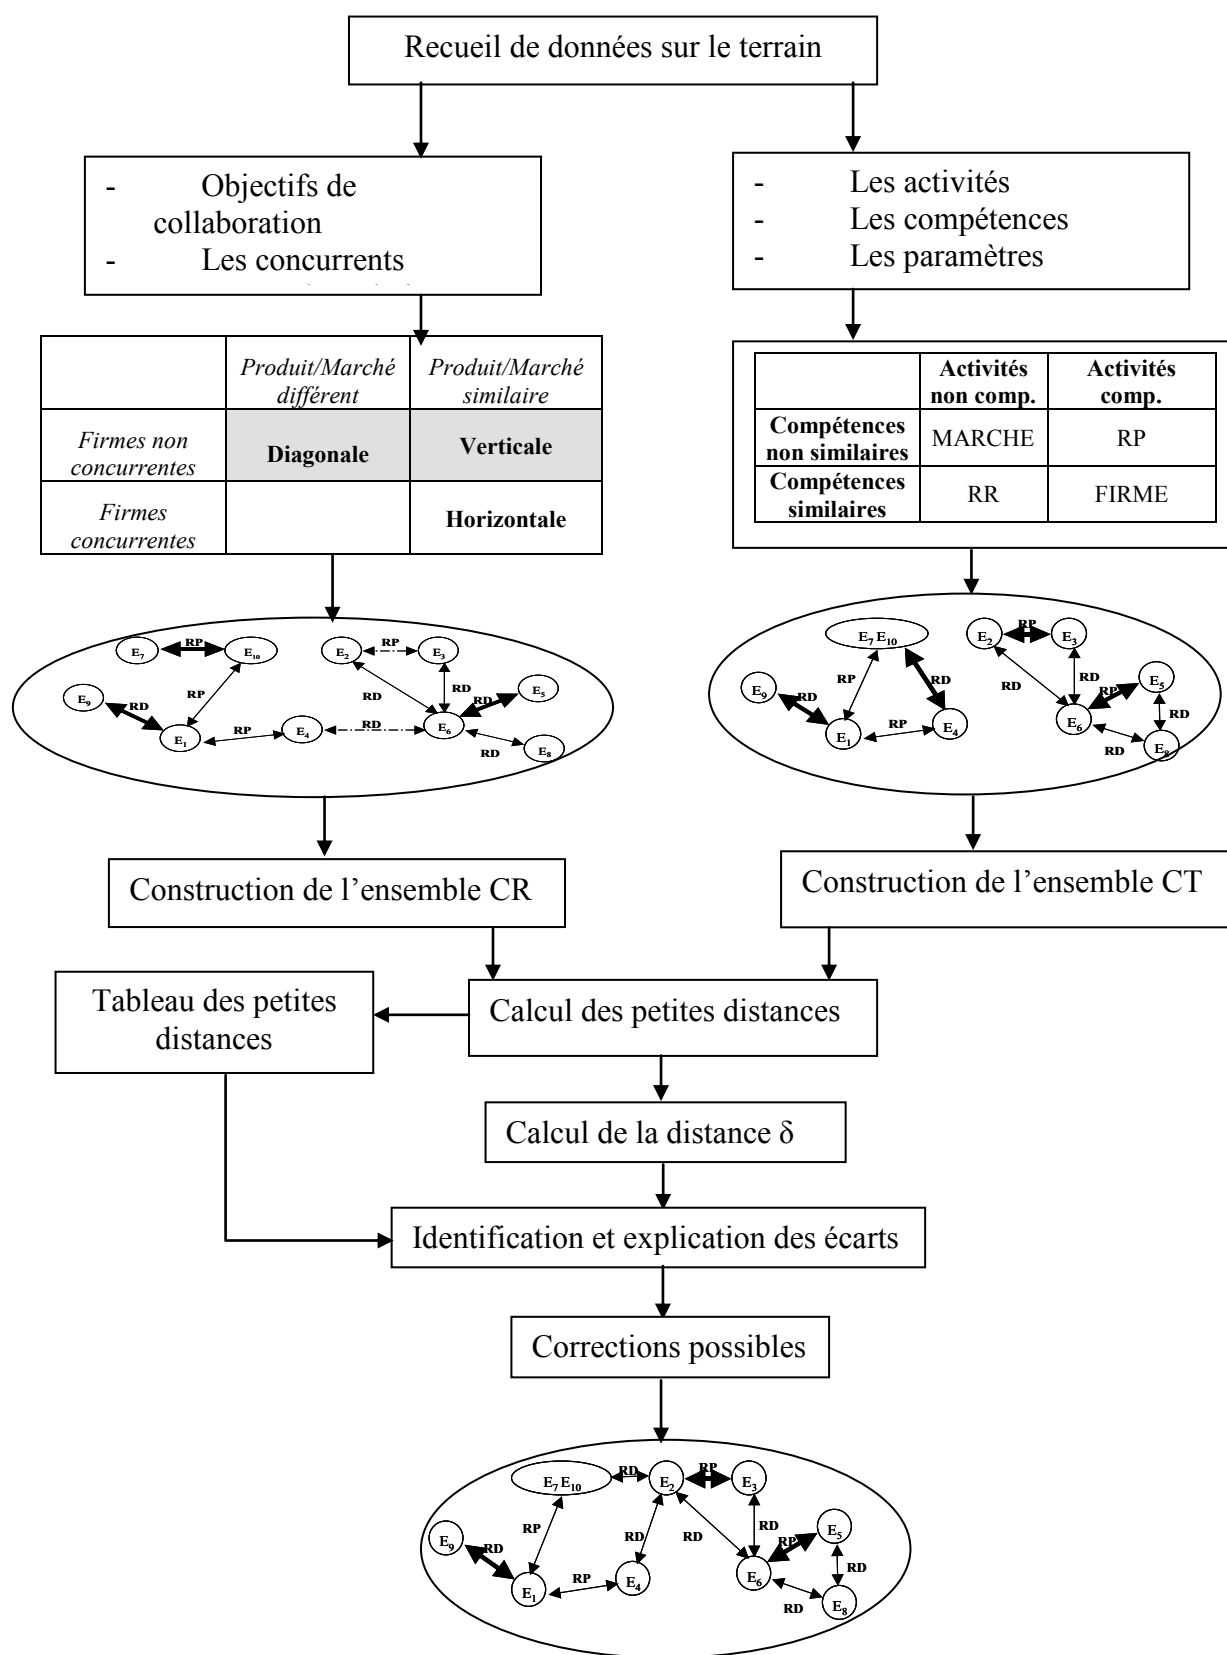 Recueil de données sur le terrain
- Objectifs de
collaboration
- Les concurrents
- Les activités
- Les compétences
- Les paramètres
Produit/Marché
différent
Produit/Marché
similaire
Firmes non
concurrentes
Diagonale
Verticale
Firmes
concurrentes
Horizontale
Activités
non comp.
Activités
comp.
Compétences
non similaires
MARCHE
RP
Compétences
similaires
RR
FIRME
E7
RP
E10
E2
RP
E3
E9
RD
RP
RD
RD
RD
E5
E1
RP
E4
RD
E6
RD
E8
E7 E10
E2
RP
E3
E9
RD
RP
RD
RD
RD
RP
E5
E1
RP
E4
E6
RD
RD
E8
Construction de l’ensemble CR
Construction de l’ensemble CT
Tableau des petites
distances
Calcul des petites distances
Calcul de la distance δ
Identification et explication des écarts
Corrections possibles
E7 E10
RD
E2
RP
E3
E9
RD
RP
RD
RD
RD
RP
E5
E1
RP
E4
E6
RD
RD
E8